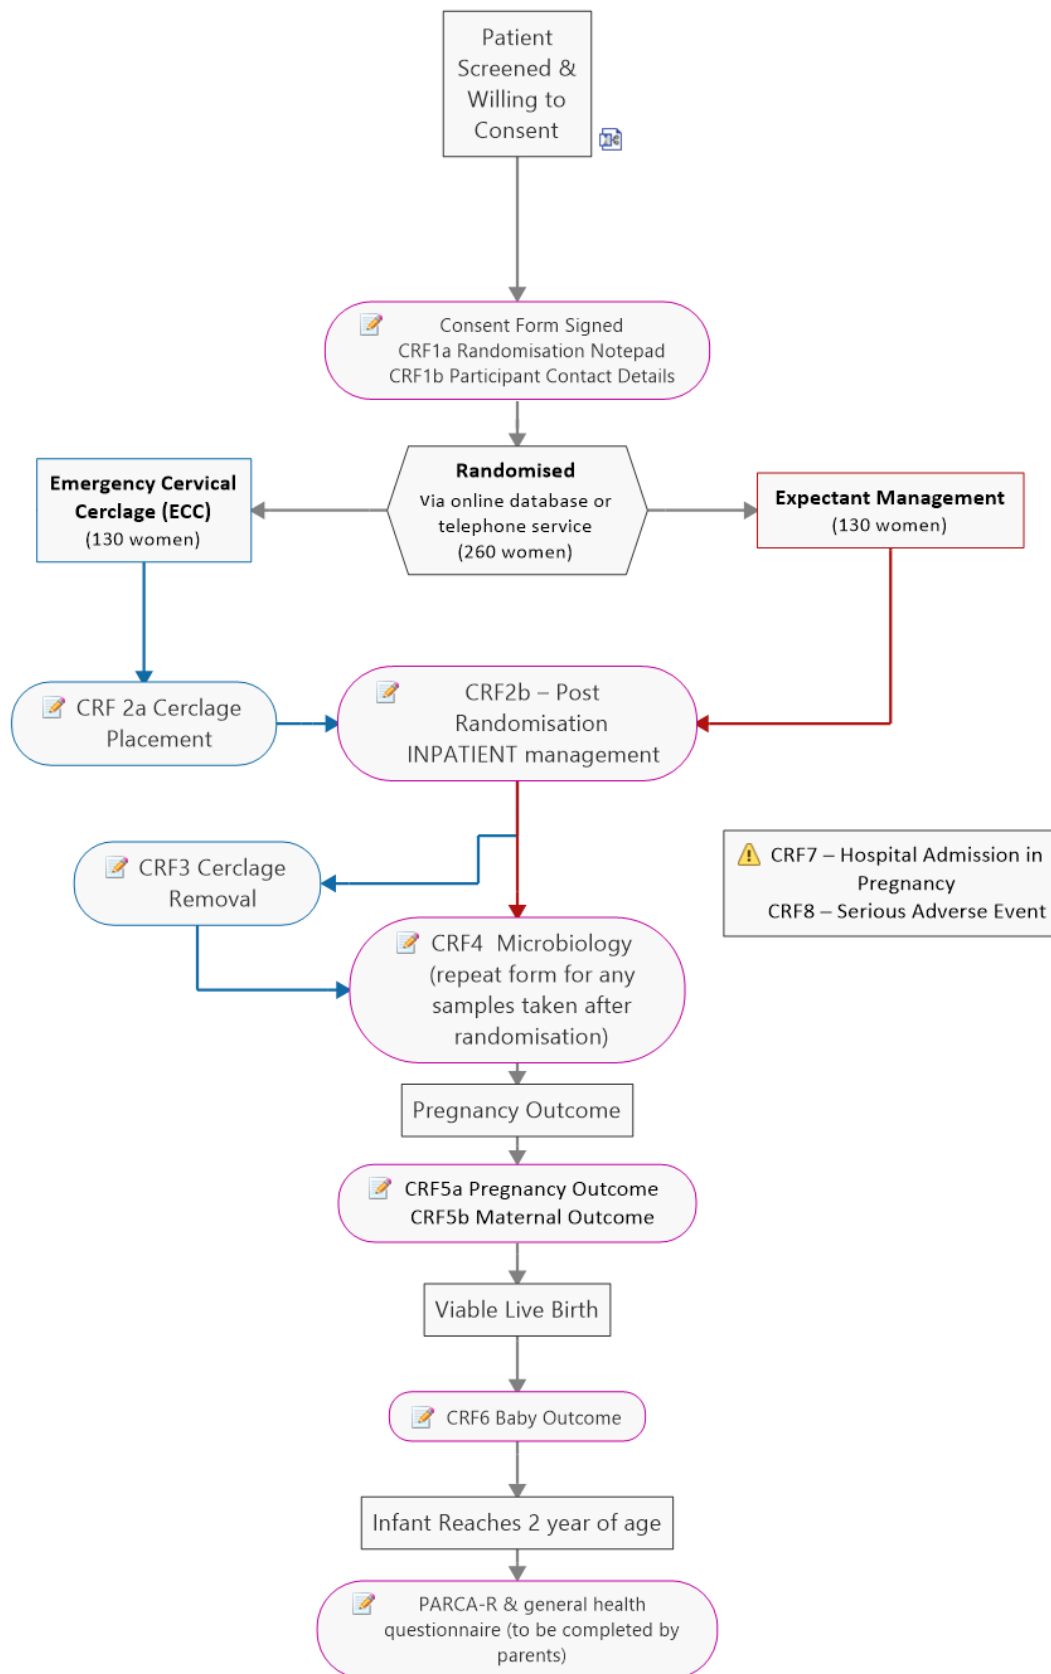 Patient
Screened &
Willing to
Consent
Consent Form Signed
CRF1a Randomisation Notepad
CRF1b Participant Contact Details
Randomised
Via online database or
telephone service
(260 women)
Emergency Cervical
Cerclage (ECC)
(130 women)
Expectant Management
(130 women)
CRF 2a Cerclage
Placement
CRF2b – Post
Randomisation
INPATIENT management
CRF3 Cerclage
Removal
CRF7 – Hospital Admission in
Pregnancy
CRF8 – Serious Adverse Event
CRF4 Microbiology
(repeat form for any
samples taken after
randomisation)
Pregnancy Outcome
CRF5a Pregnancy Outcome
CRF5b Maternal Outcome
Viable Live Birth
CRF6 Baby Outcome
Infant Reaches 2 year of age
PARCA-R & general health
questionnaire (to be completed by
parents)